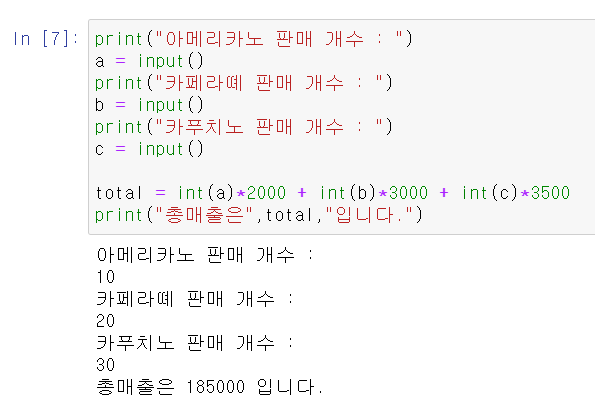 In [7]: print("아메리카노 판매 개수 : ")
a = input()
print("카페라떼 판매 개수 : ")
b = input()
print("카푸치노 판매 개수 : ")
c = input()
total = int(a)*2000 + int(b)*3000 + int(c)*3500
print("총매출은",total,"입니다.")
아메리카노 판매 개수 :
10
카페라떼 판매 개수 :
20
카푸치노 판매 개수 :
30
총매출은 185000 입니다.